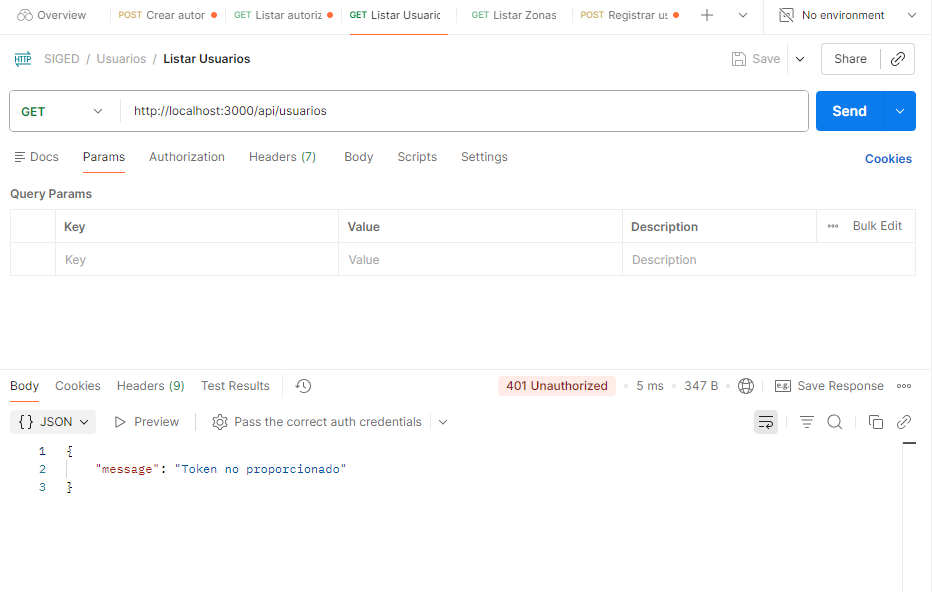 Overview POST Crear autor GET Listar autoriz GET Listar Usuaric GET Listar Zonas POST Registrar us No environment
HTTP SIGED / Usuarios / Listar Usuarios Save Share
GET http://localhost:3000/api/usuarios Send
Docs Params Authorization Headers (7) Body Scripts Settings Cookies
Query Params
Key Value Description Bulk Edit
Key Value Description
Body Cookies Headers (9) Test Results 401 Unauthorized 5 ms 347 B e.g. Save Response
{} JSON Preview Pass the correct auth credentials
1 {
2 "message": "Token no proporcionado"
3 }